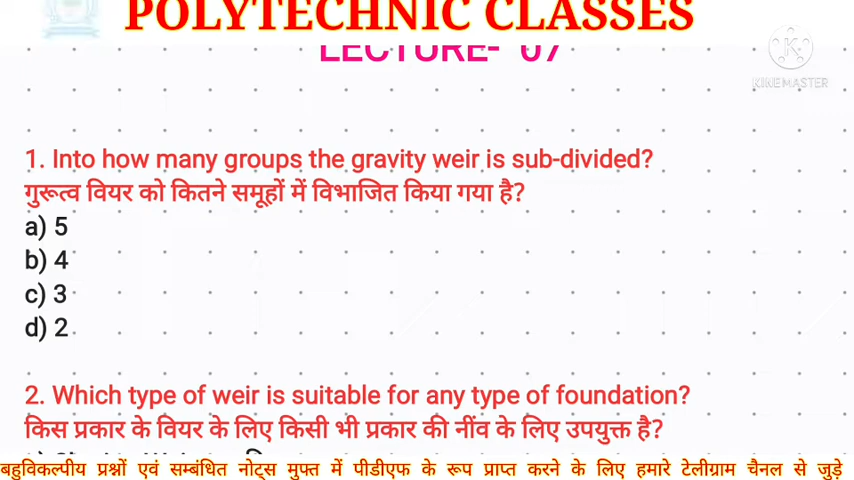 POLYTECHNIC CLASSES
LECTURE- 07
KINEMASTER
1. Into how many groups the gravity weir is sub-divided?
गुरूत्व वियर को कितने समूहों में विभाजित किया गया है?
a) 5
b) 4
c) 3
d) 2
2. Which type of weir is suitable for any type of foundation?
किस प्रकार के वियर के लिए किसी भी प्रकार की नींव के लिए उपयुक्त है?
बहुविकल्पीय प्रश्नों एवं सम्बंधित नोट्स मुफ्त में पीडीएफ के रूप प्राप्त करने के लिए हमारे टेलीग्राम चैनल से जुड़े